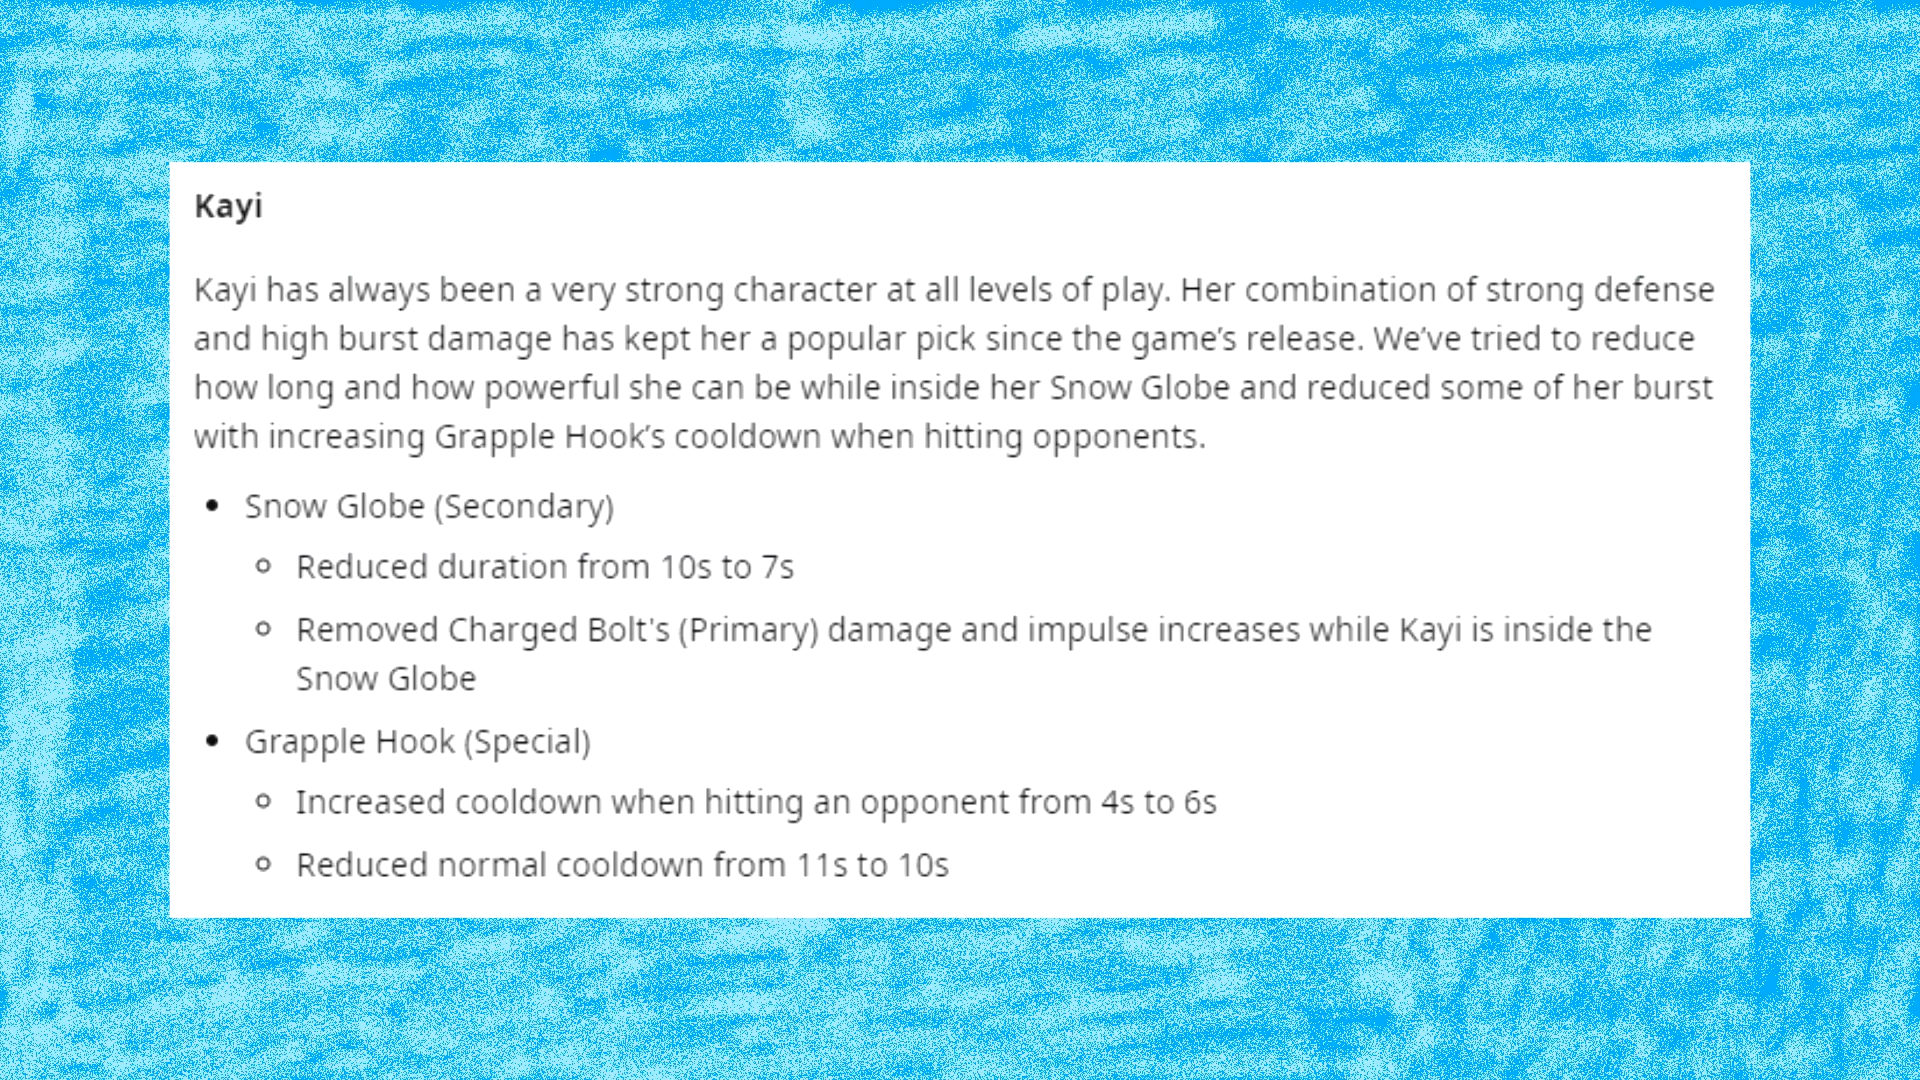 Kayi
Kayi has always been a very strong character at all levels of play. Her combination of strong defense
and high burst damage has kept her a popular pick since the game’s release. We’ve tried to reduce
how long and how powerful she can be while inside her Snow Globe and reduced some of her burst
with increasing Grapple Hook’s cooldown when hitting opponents.
• Snow Globe (Secondary)
◦ Reduced duration from 10s to 7s
◦ Removed Charged Bolt's (Primary) damage and impulse increases while Kayi is inside the
Snow Globe
• Grapple Hook (Special)
◦ Increased cooldown when hitting an opponent from 4s to 6s
◦ Reduced normal cooldown from 11s to 10s